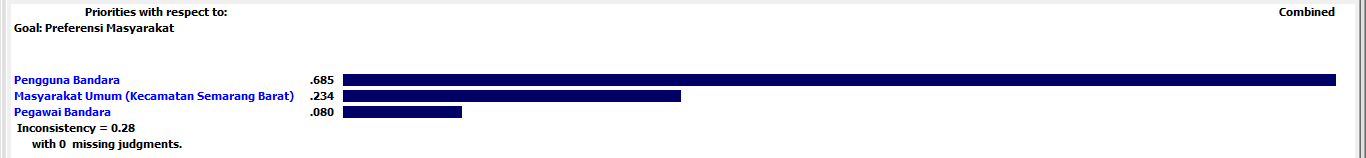 Priorities with respect to: Combined
Goal: Preferensi Masyarakat
Pengguna Bandara .685
Masyarakat Umum (Kecamatan Semarang Barat) .234
Pegawai Bandara .080
Inconsistency = 0.28
with 0 missing judgments.